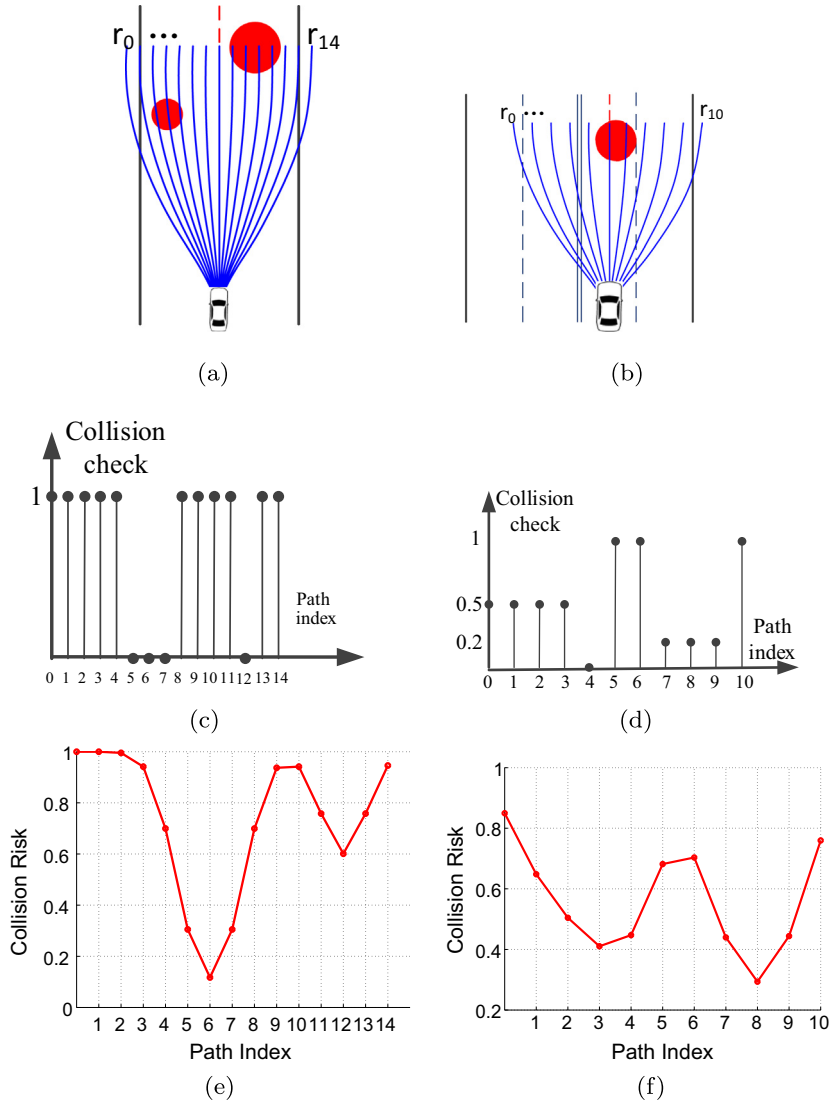 r0 ••• r14
r0 ••• r10
(a) (b)
Collision
check
1
Path
index
0 1 2 3 4 5 6 7 8 9 10 11 12 13 14
(c)
Collision
check
1
0.5
0.2
Path
index
0 1 2 3 4 5 6 7 8 9 10
(d)
1
0.8
0.6
0.4
0.2
0
Collision Risk
1 2 3 4 5 6 7 8 9 10 11 12 13 14
Path Index
(e)
1
0.8
0.6
0.4
0.2
Collision Risk
1 2 3 4 5 6 7 8 9 10
Path Index
(f)